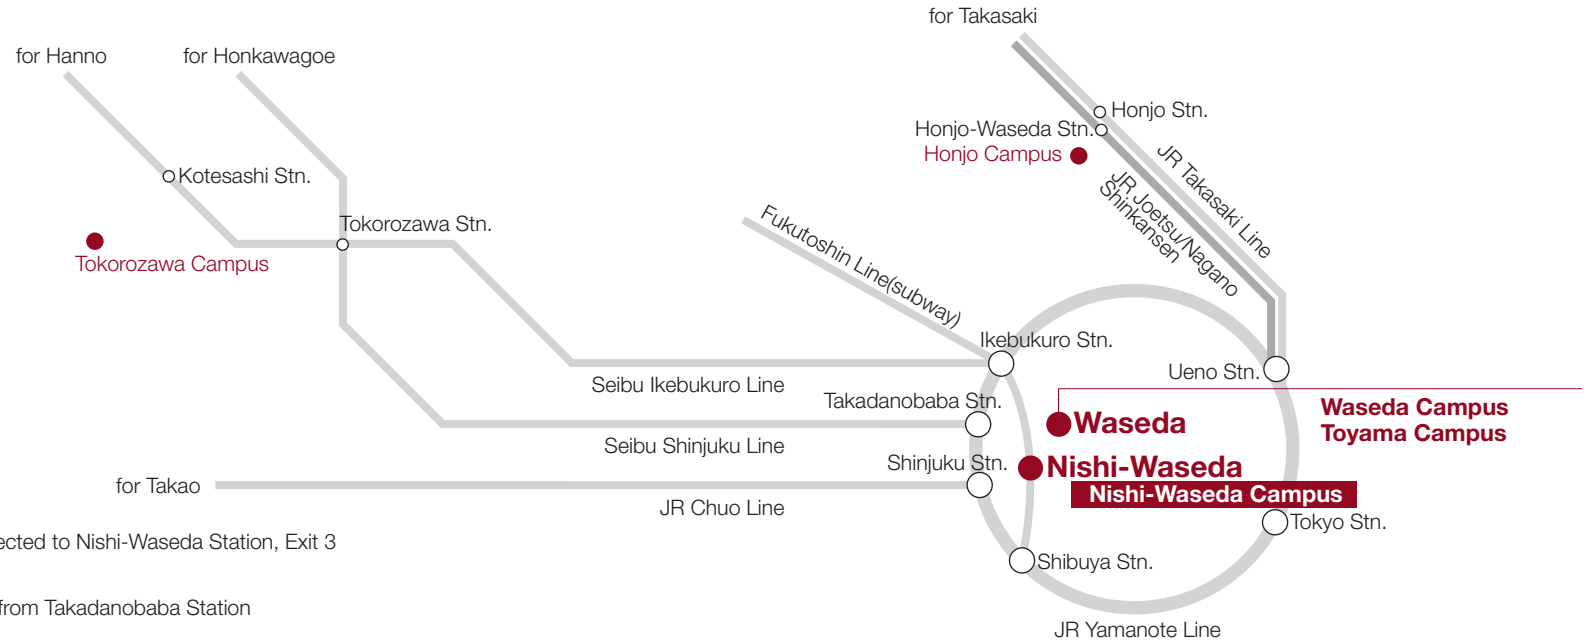 for Takasaki
for Hanno
for Honkawagoe
Honjo Stn.
Honjo-Waseda Stn.
Honjo Campus
JR Takasaki Line
JR Joetsu/Nagano
Shinkansen
Kotesashi Stn.
Tokorozawa Stn.
Tokorozawa Campus
Fukutoshin Line(subway)
Ikebukuro Stn.
Ueno Stn.
Seibu Ikebukuro Line
Takadanobaba Stn.
Waseda
Waseda Campus
Toyama Campus
Seibu Shinjuku Line
Shinjuku Stn.
Nishi-Waseda
Nishi-Waseda Campus
for Takao
JR Chuo Line
Tokyo Stn.
ected to Nishi-Waseda Station, Exit 3
Shibuya Stn.
from Takadanobaba Station
JR Yamanote Line